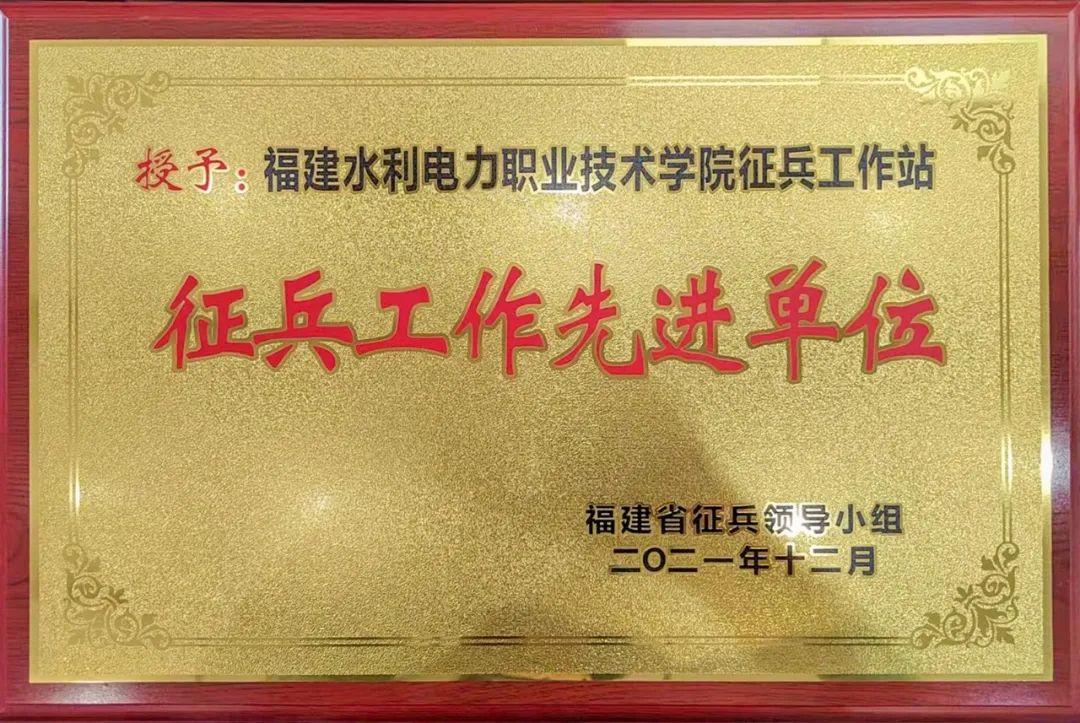 授予：福建水利电力职业技术学院征兵工作站
征兵工作先进单位
福建省征兵领导小组
二〇二一年十二月